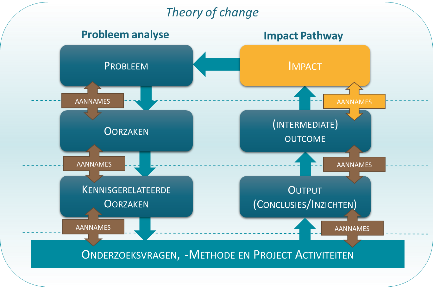 Theory of change
Probleem analyse
Impact Pathway
PROBLEEM
IMPACT
AANNAMES
AANNAMES
OORZAKEN
(INTERMEDIATE)
OUTCOME
AANNAMES
AANNAMES
KENNISGERELATEERDE
OORZAKEN
OUTPUT
(CONCLUSIES/INZICHTEN)
AANNAMES
AANNAMES
ONDERZOEKSVRAGEN, -METHODE EN PROJECT ACTIVITEITEN